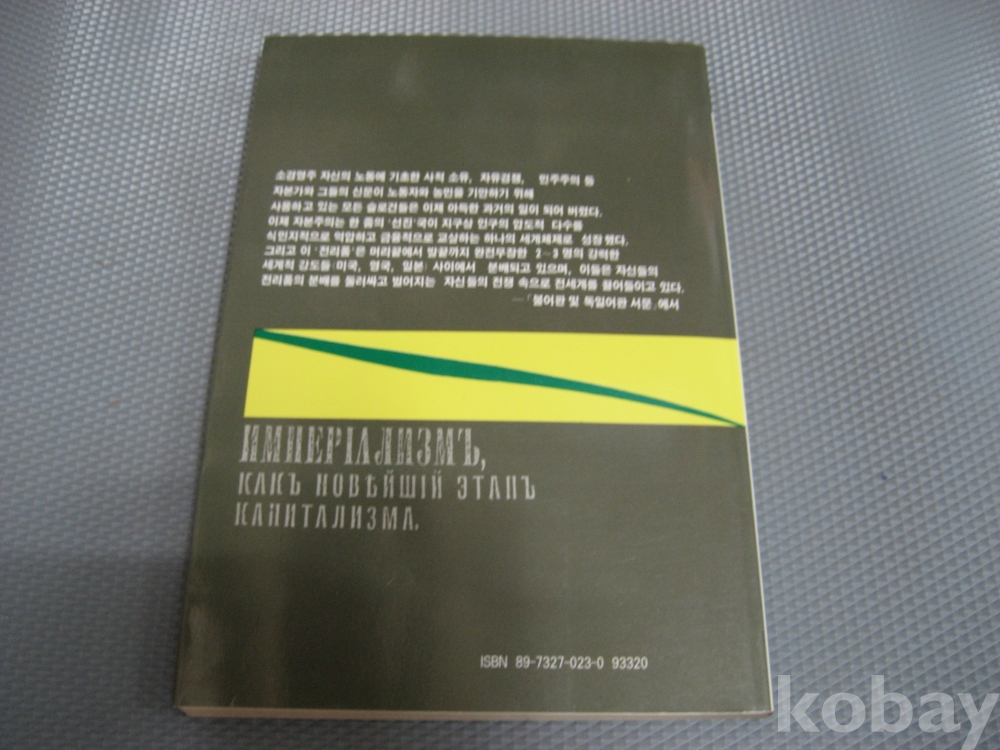 소경영주 자신의 노동에 기초한 사적 소유, 자유경쟁, 민주주의 등
자본가와 그들의 신문이 노동자와 농민을 기만하기 위해
사용하고 있는 모든 슬로건들은 이제 아득한 과거의 일이 되어 버렸다.
이제 자본주의는 한 줌의 '선진'국이 지구상 인구의 압도적 다수를
식민지적으로 억압하고 금융적으로 교살하는 하나의 세계체제로 성장했다.
그리고 이 '전리품'은 머리끝에서 발끝까지 완전무장한 2~3명의 강력한
세계적 강도들(미국, 영국, 일본) 사이에서 분배되고 있으며, 이들은 자신들의
전리품의 분배를 둘러싸고 벌어지는 자신들의 전쟁 속으로 전세계를 끌어들이고 있다.
—「불어판 및 독일어판 서문」에서
ИМПЕРІАЛИЗМЪ,
КАКЪ НОВѢЙШІЙ ЭТАПЪ
КАПИТАЛИЗМА.
ISBN 89-7327-023-0 93320
kobay